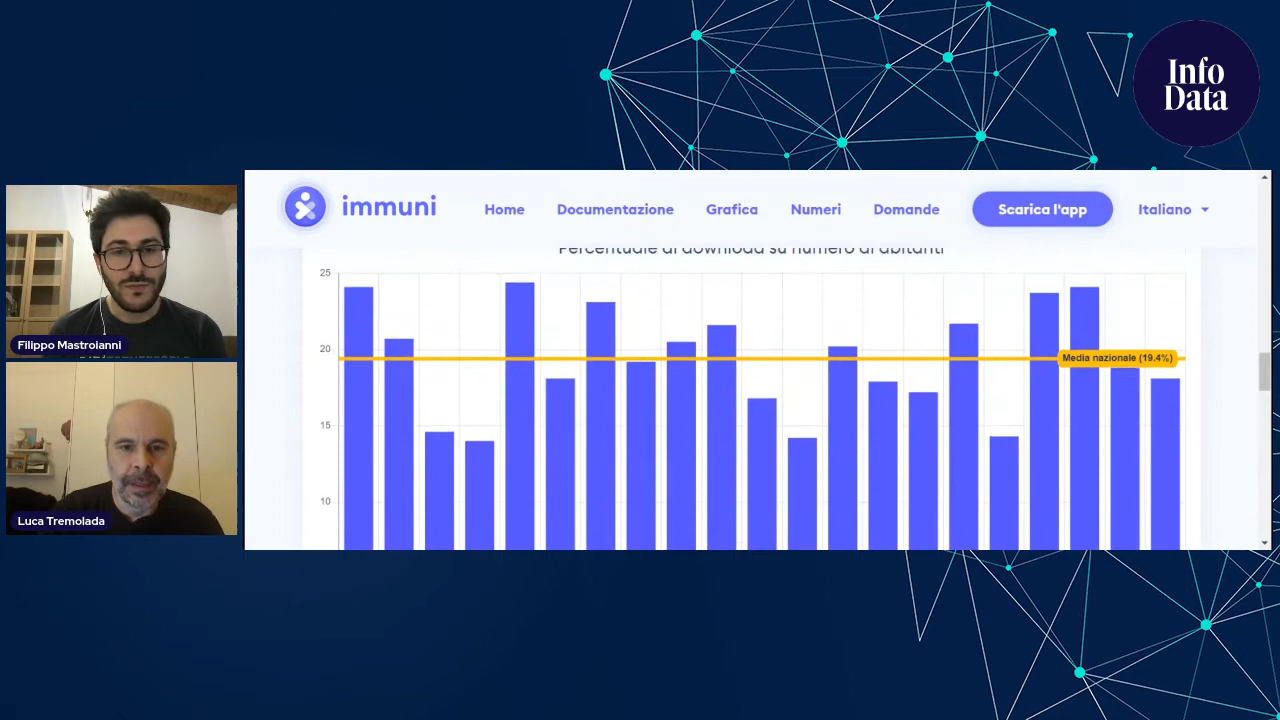 Info
Data
immuni
Home
Documentazione
Grafica
Numeri
Domande
Scarica l'app
Italiano
Percentuale di download su numero di abitanti
25
20
15
10
Media nazionale (19.4%)
Filippo Mastroianni
Luca Tremolada